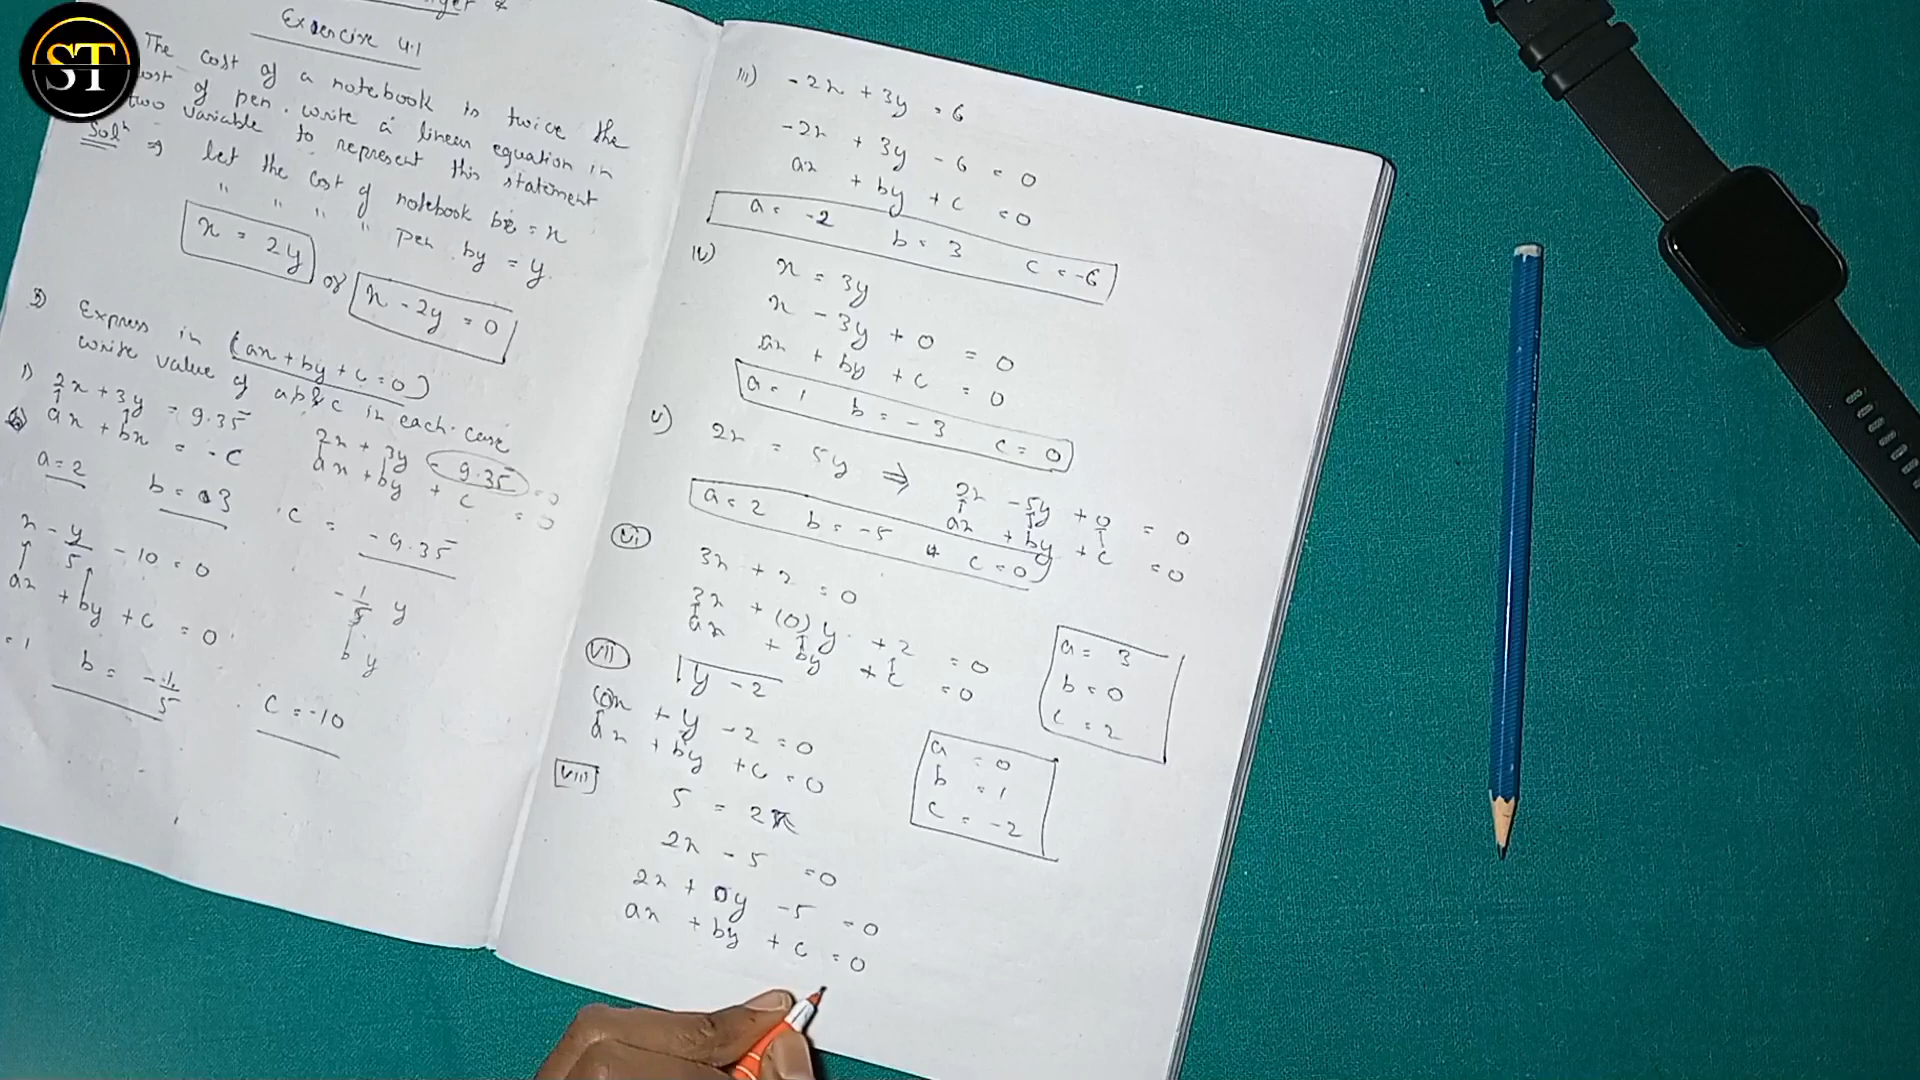 ST
Exercise 4.1
The cost of a notebook is twice the
cost of pen. write a linear equation in
two variable to represent this statement
Solⁿ ⇒ let the cost of notebook be = x
" " " " pen by = y.
x = 2y or x - 2y = 0
3) Express in (ax + by + c = 0)
write value of a b & c in each case
1) 2x + 3y = 9.35
ax + bx = -c
a = 2 b = 3
2x + 3y = 9.35 = 0
ax + by + c = 0
c = -9.35
x - y/5 - 10 = 0
ax + by + c = 0
= 1 b = -1/5 c = -10
-1/5 y
b y
iii) -2x + 3y = 6
-2x + 3y - 6 = 0
ax + by + c = 0
a = -2 b = 3 c = -6
iv) x = 3y
x - 3y + 0 = 0
ax + by + c = 0
a = 1 b = -3 c = 0
v) 2x = 5y ⇒ 2x - 5y + 0 = 0
ax + by + c = 0
a = 2 b = -5 & c = 0
vi) 3x + 2 = 0
3x + (0)y + 2 = 0
ax + by + c = 0
a = 3
b = 0
c = 2
vii) y - 2
(0)x + y - 2 = 0
ax + by + c = 0
a = 0
b = 1
c = -2
viii) 5 = 2x
2x - 5 = 0
2x + 0y - 5 = 0
ax + by + c = 0